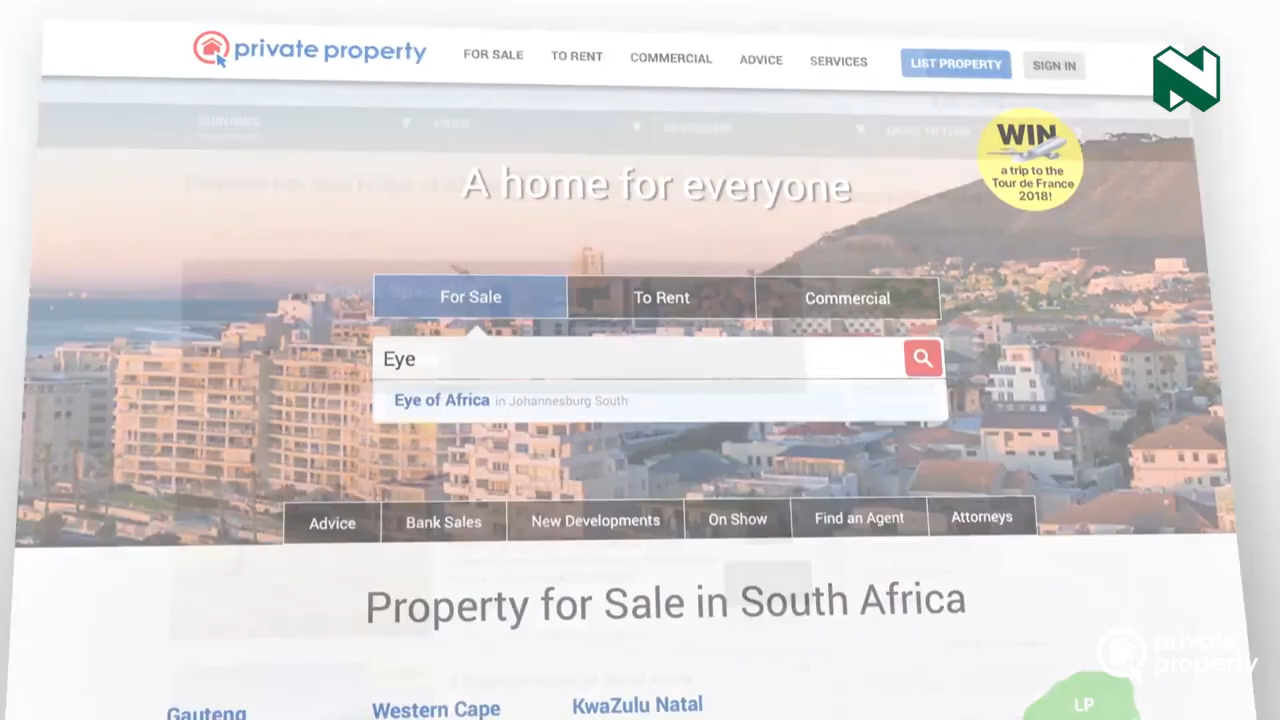 private property
FOR SALE
TO RENT
COMMERCIAL
ADVICE
SERVICES
LIST PROPERTY
SIGN IN
WIN
a trip to the
Tour de France
2018!
A home for everyone
For Sale
To Rent
Commercial
Eye
Eye of Africa in Johannesburg South
Advice
Bank Sales
New Developments
On Show
Find an Agent
Attorneys
Property for Sale in South Africa
Gauteng
Western Cape
KwaZulu Natal
LP
private
property